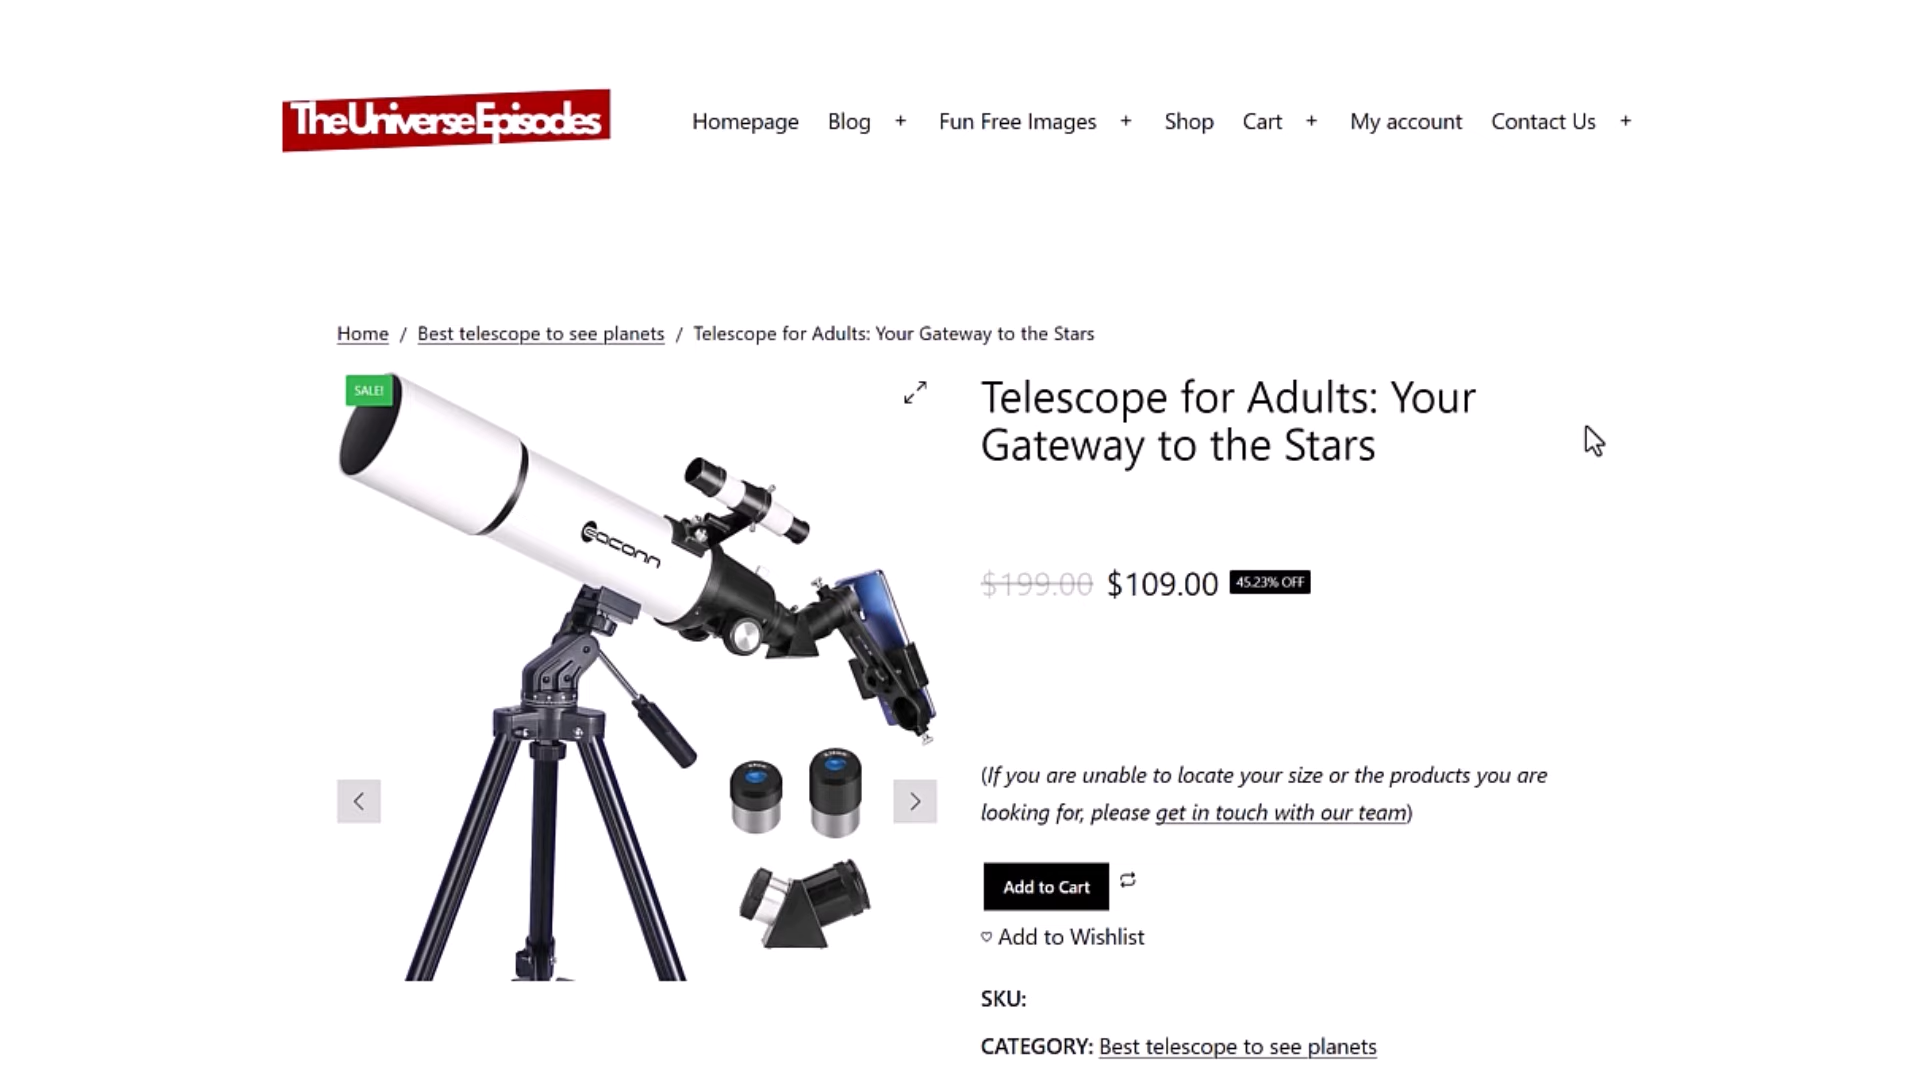 TheUniverseEpisodes
Homepage Blog + Fun Free Images + Shop Cart + My account Contact Us +
Home / Best telescope to see planets / Telescope for Adults: Your Gateway to the Stars
SALE!
Eaconn
Telescope for Adults: Your
Gateway to the Stars
$199.00 $109.00 45.23% OFF
(If you are unable to locate your size or the products you are
looking for, please get in touch with our team)
Add to Cart
Add to Wishlist
SKU:
CATEGORY: Best telescope to see planets